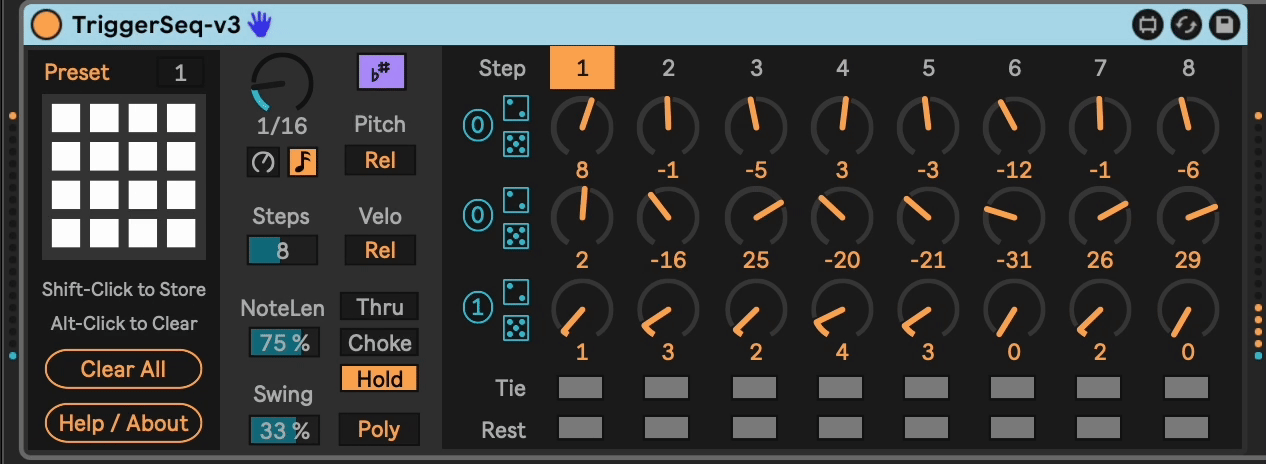 TriggerSeq-v3
Preset 1
Shift-Click to Store
Alt-Click to Clear
Clear All
Help / About
1/16
Steps
8
NoteLen
75 %
Swing
33 %
♭#
Pitch
Rel
Velo
Rel
Thru
Choke
Hold
Poly
Step 1 2 3 4 5 6 7 8
0
8 -1 -5 3 -3 -12 -1 -6
0
2 -16 25 -20 -21 -31 26 29
1
1 3 2 4 3 0 2 0
Tie
Rest